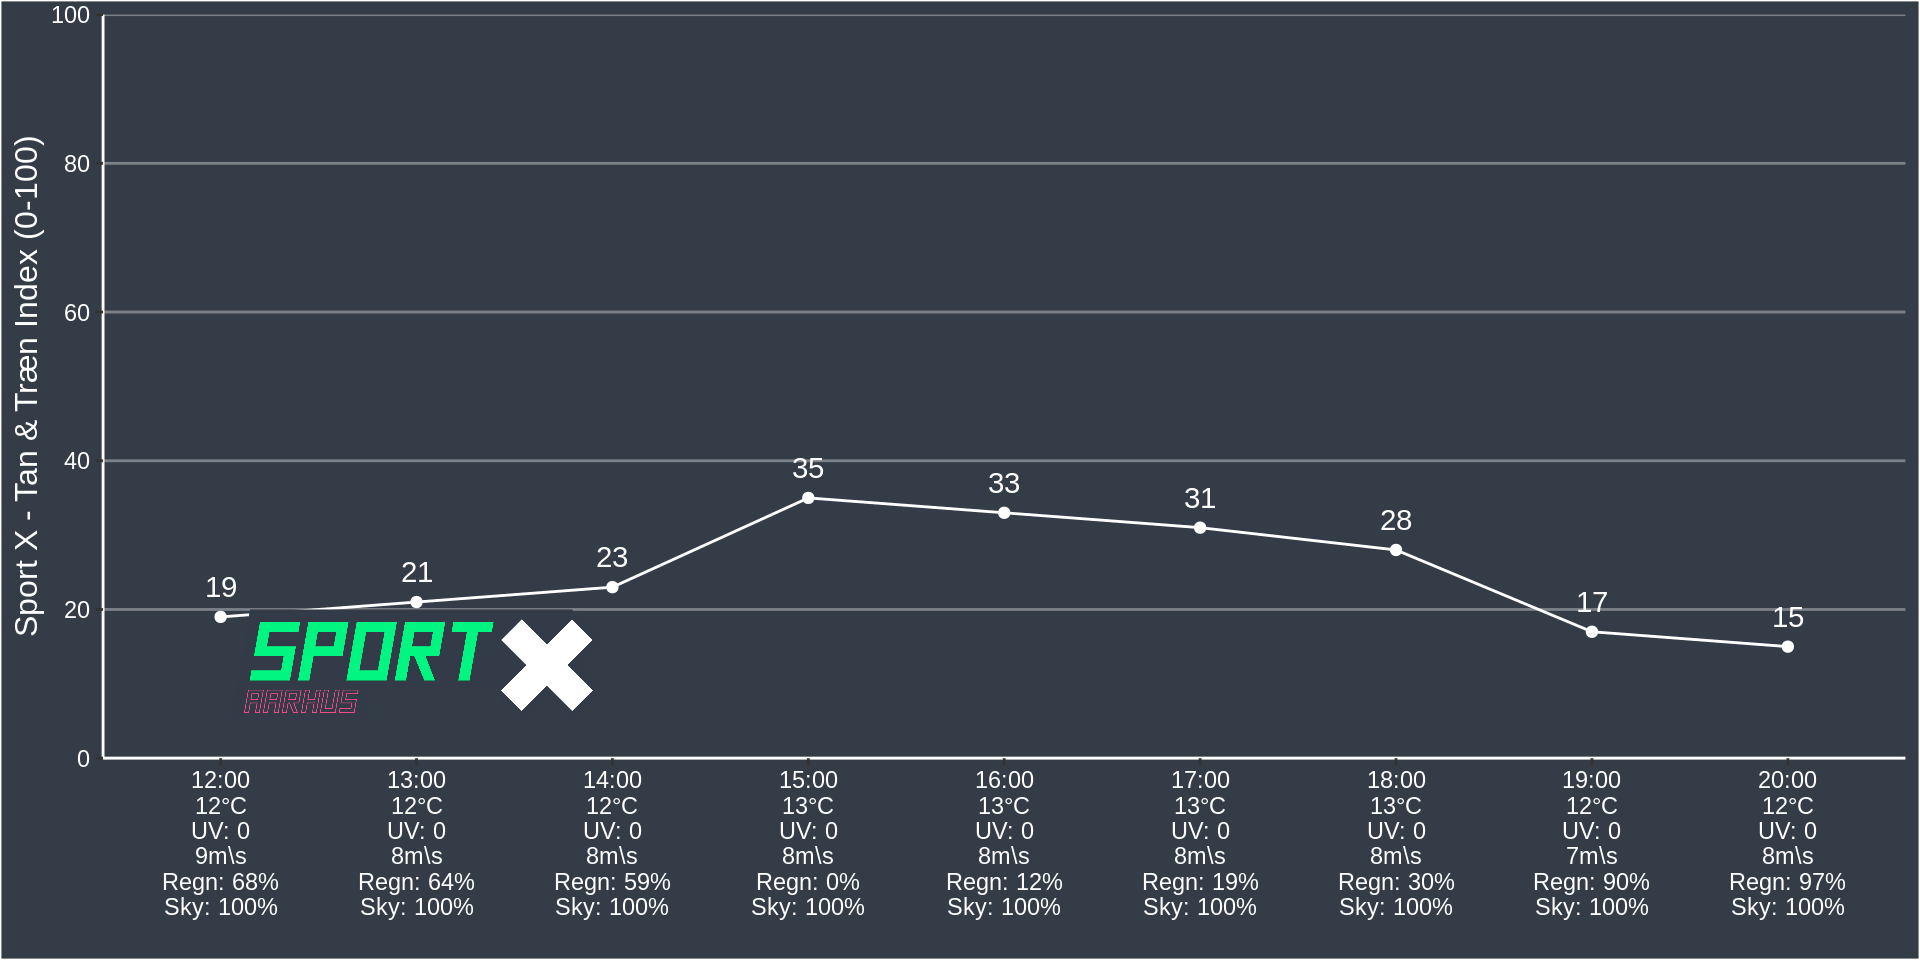 Sport X - Tan & Træn Index (0-100)
100
80
60
40
20
0
19
21
23
35
33
31
28
17
15
SPORT X
AARHUS
12:00
12°C
UV: 0
9m\s
Regn: 68%
Sky: 100%
13:00
12°C
UV: 0
8m\s
Regn: 64%
Sky: 100%
14:00
12°C
UV: 0
8m\s
Regn: 59%
Sky: 100%
15:00
13°C
UV: 0
8m\s
Regn: 0%
Sky: 100%
16:00
13°C
UV: 0
8m\s
Regn: 12%
Sky: 100%
17:00
13°C
UV: 0
8m\s
Regn: 19%
Sky: 100%
18:00
13°C
UV: 0
8m\s
Regn: 30%
Sky: 100%
19:00
12°C
UV: 0
7m\s
Regn: 90%
Sky: 100%
20:00
12°C
UV: 0
8m\s
Regn: 97%
Sky: 100%